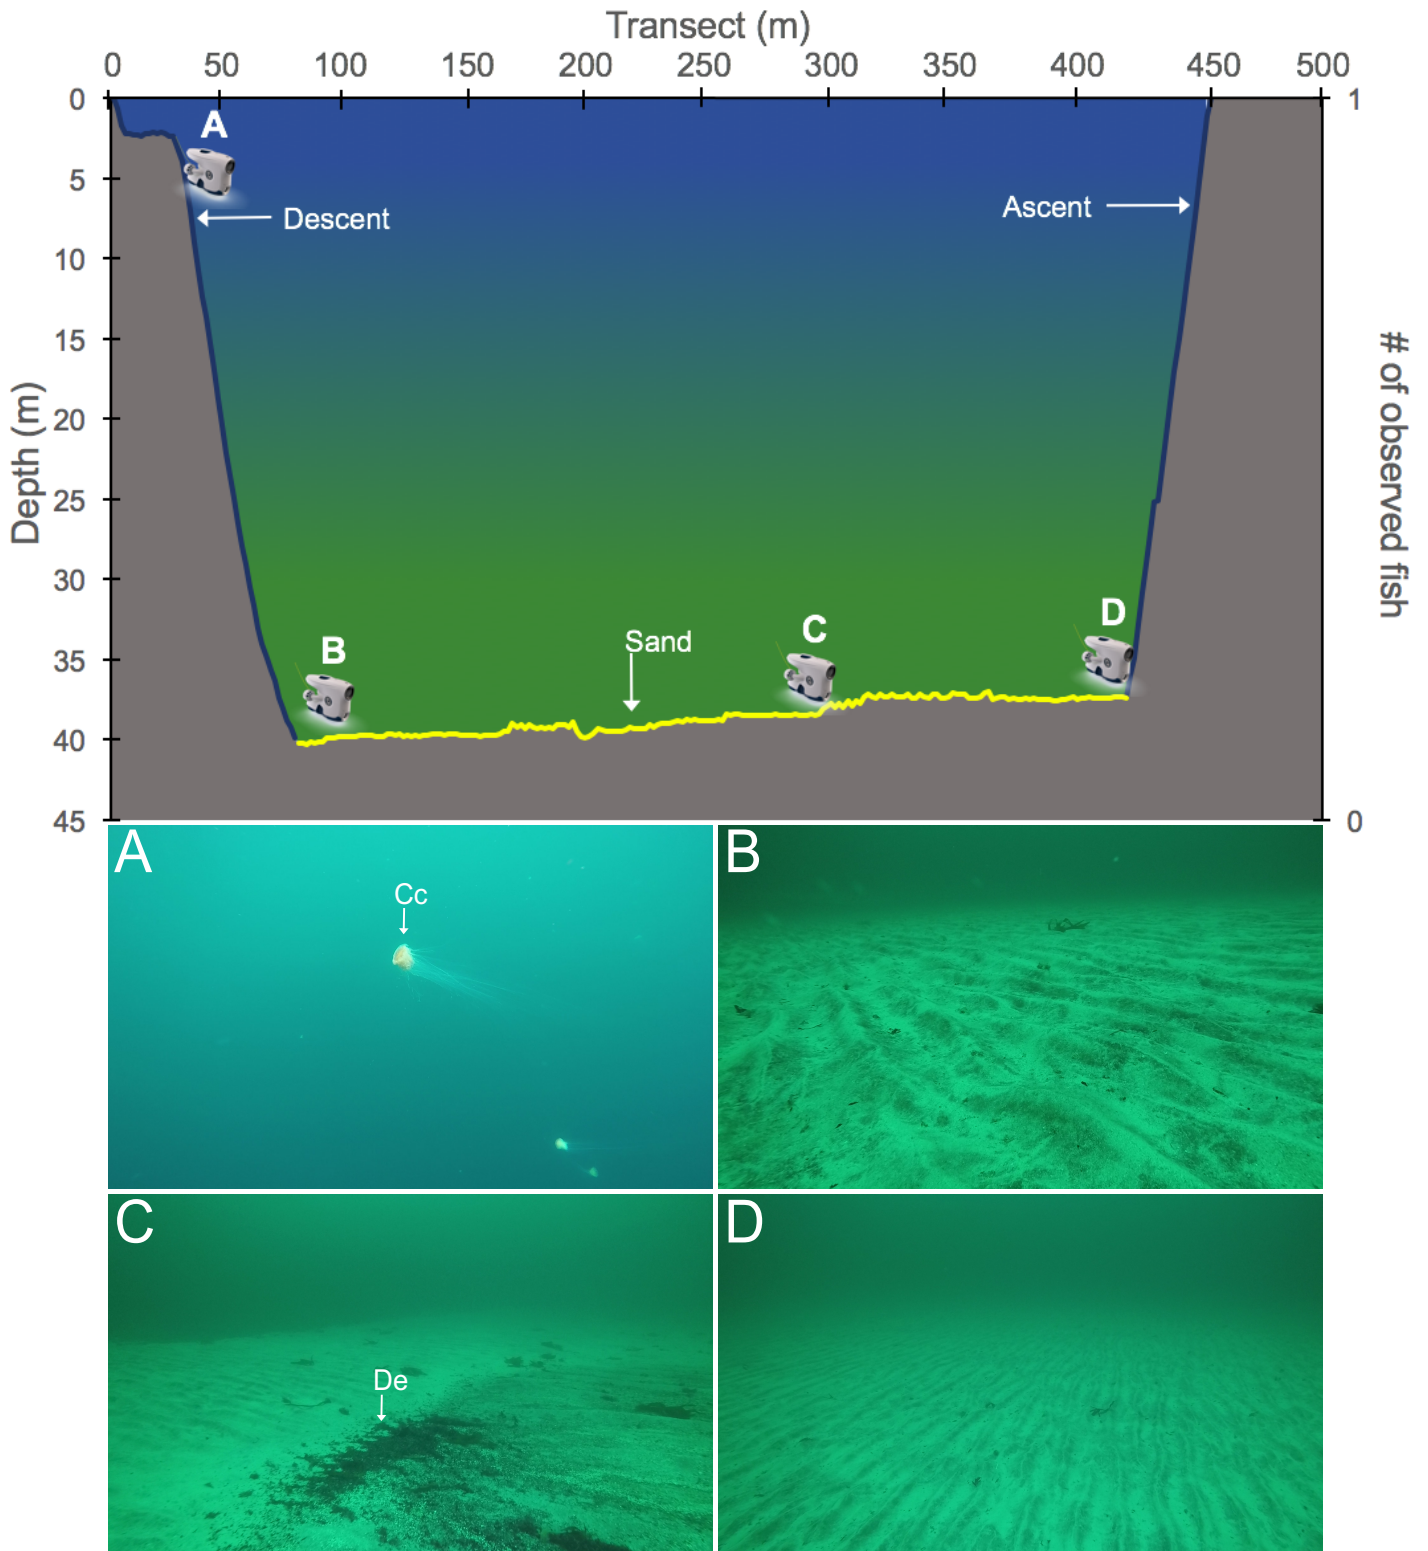 Transect (m)
0 50 100 150 200 250 300 350 400 450 500
0 1
A
5
Descent
Ascent
10
15
20
25
30
35
40
45 0
Depth (m)
# of observed fish
B
Sand
C
D
A
Cc
B
C
De
D